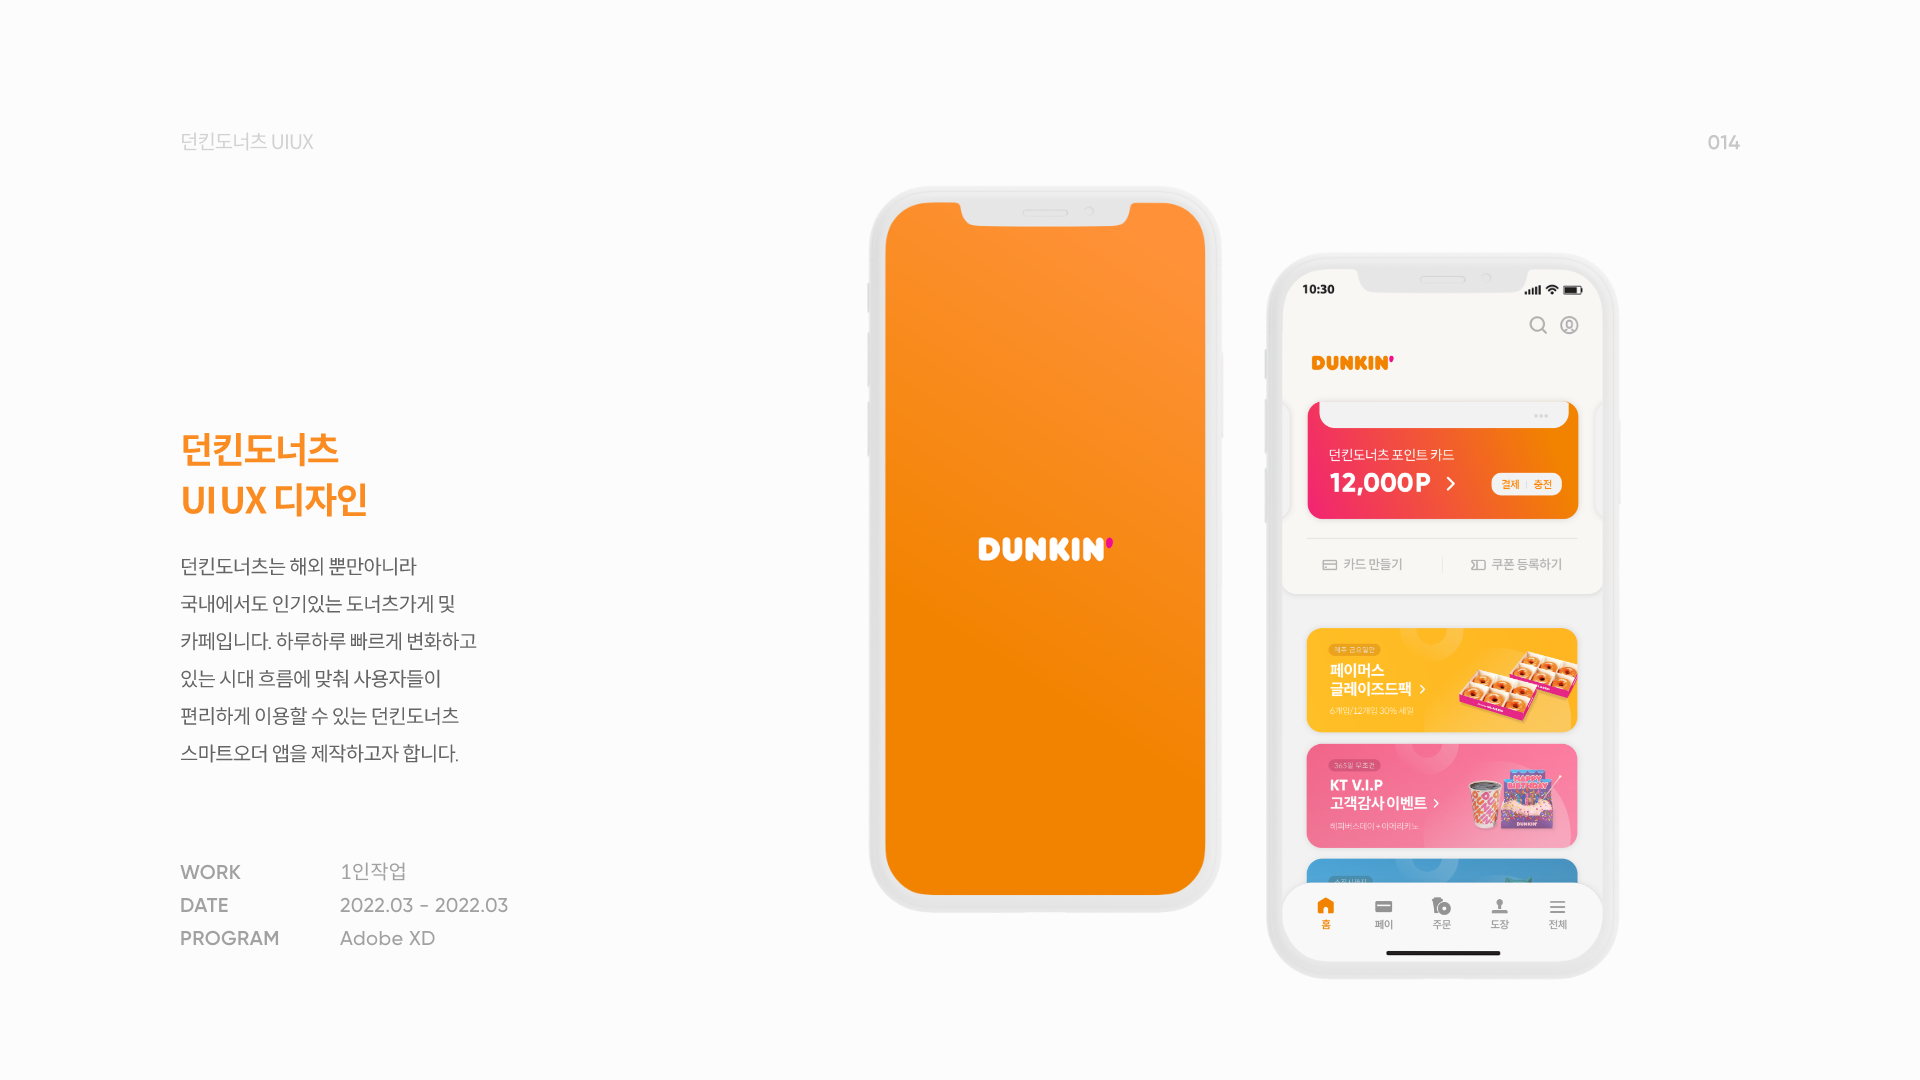 던킨도너츠 UIUX
014
던킨도너츠
UI UX 디자인
던킨도너츠는 해외 뿐만아니라
국내에서도 인기있는 도너츠가게 및
카페입니다. 하루하루 빠르게 변화하고
있는 시대 흐름에 맞춰 사용자들이
편리하게 이용할 수 있는 던킨도너츠
스마트오더 앱을 제작하고자 합니다.
WORK 1인작업
DATE 2022.03 - 2022.03
PROGRAM Adobe XD
DUNKIN'
10:30
DUNKIN'
던킨도너츠 포인트 카드
12,000P
결제 충전
카드 만들기 쿠폰 등록하기
매주 금요일만
페이머스
글레이즈드팩
6개입/12개입 30% 세일
365일 무조건
KT V.I.P
고객감사 이벤트
해피버스데이+아메리카노
HAPPY
BIRTHDAY
DUNKIN'
홈 페이 주문 도장 전체